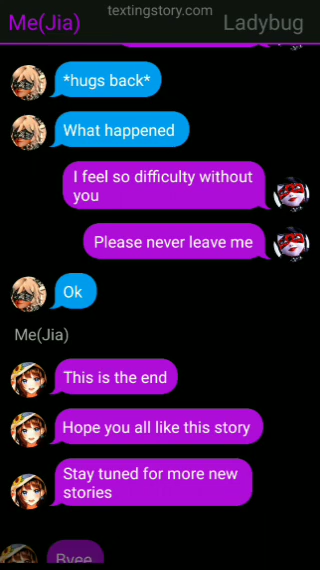 textingstory.com
Me(Jia)
Ladybug
*hugs back*
What happened
I feel so difficulty without
you
Please never leave me
Ok
Me(Jia)
This is the end
Hope you all like this story
Stay tuned for more new
stories
Byee